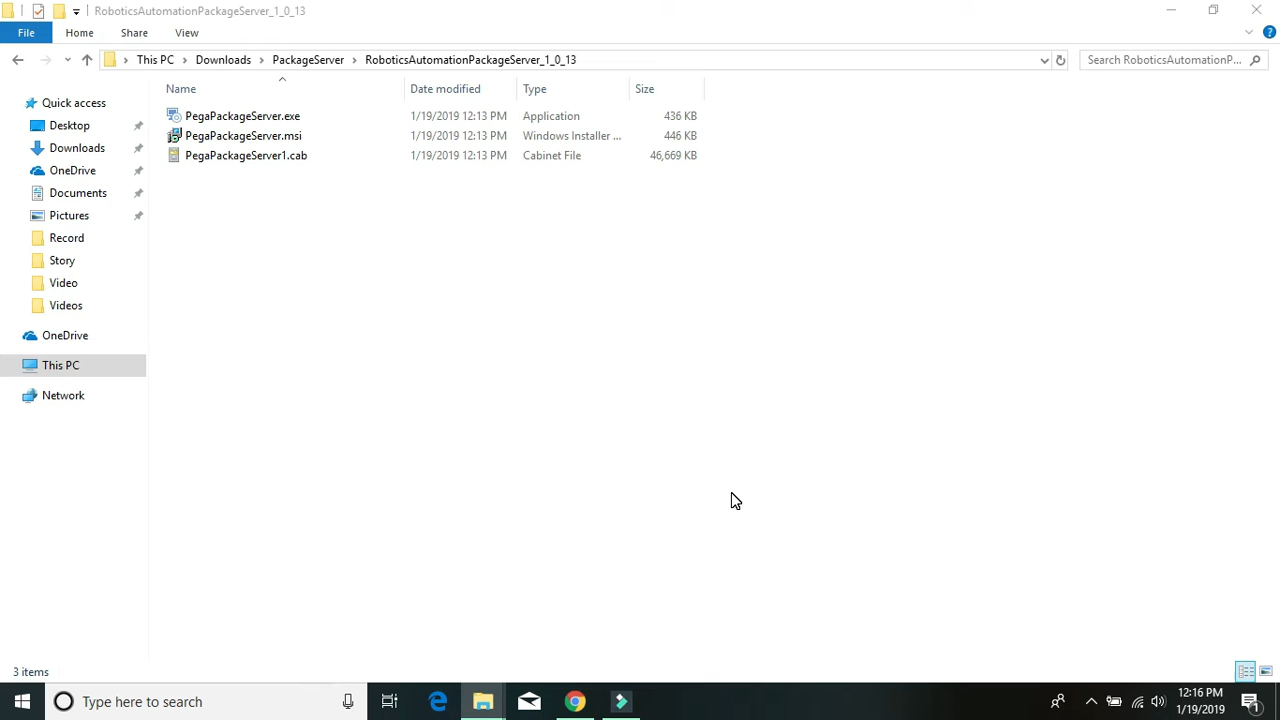 RoboticsAutomationPackageServer_1_0_13
File Home Share View
This PC Downloads PackageServer RoboticsAutomationPackageServer_1_0_13 Search RoboticsAutomationP...
Name Date modified Type Size
PegaPackageServer.exe 1/19/2019 12:13 PM Application 436 KB
PegaPackageServer.msi 1/19/2019 12:13 PM Windows Installer ... 446 KB
PegaPackageServer1.cab 1/19/2019 12:13 PM Cabinet File 46,669 KB
Quick access
Desktop
Downloads
OneDrive
Documents
Pictures
Record
Story
Video
Videos
OneDrive
This PC
Network
3 items
Type here to search
12:16 PM
1/19/2019
1